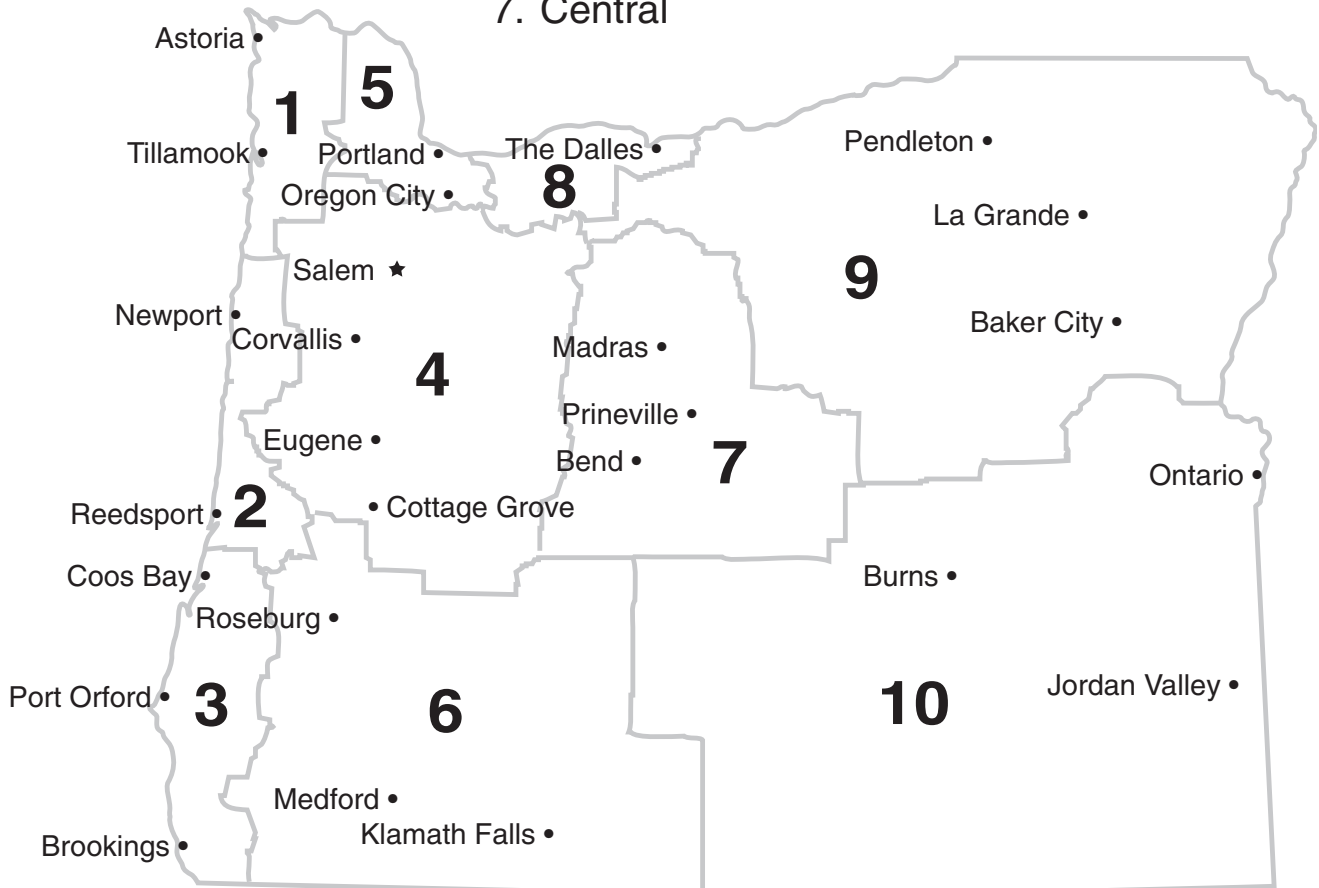 7. Central
Astoria
5
1
Pendleton
The Dalles
Tillamook
Portland
8
Oregon City
La Grande
Salem
9
Newport
Baker City
Corvallis
Madras
4
Prineville
Eugene
Bend
7
Ontario
Cottage Grove
2
Reedsport
Coos Bay
Burns
Roseburg
Jordan Valley
Port Orford
3
6
10
Medford
Klamath Falls
Brookings